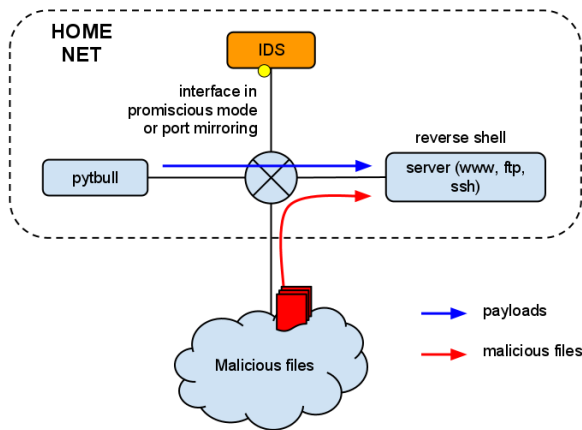 HOME
NET
IDS
interface in
promiscious mode
or port mirroring
reverse shell
pytbull
server (www, ftp,
ssh)
Malicious files
payloads
malicious files